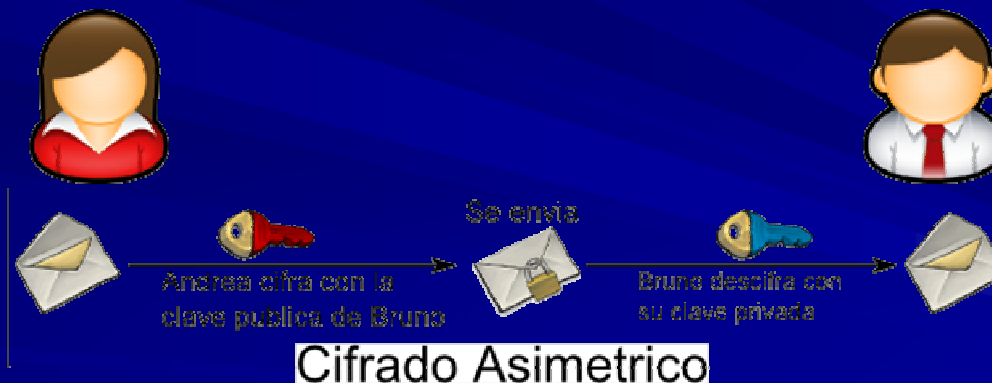 Se envia
Andrea cifra con la
clave publica de Bruno
Bruno descifra con
su clave privada
Cifrado Asimetrico